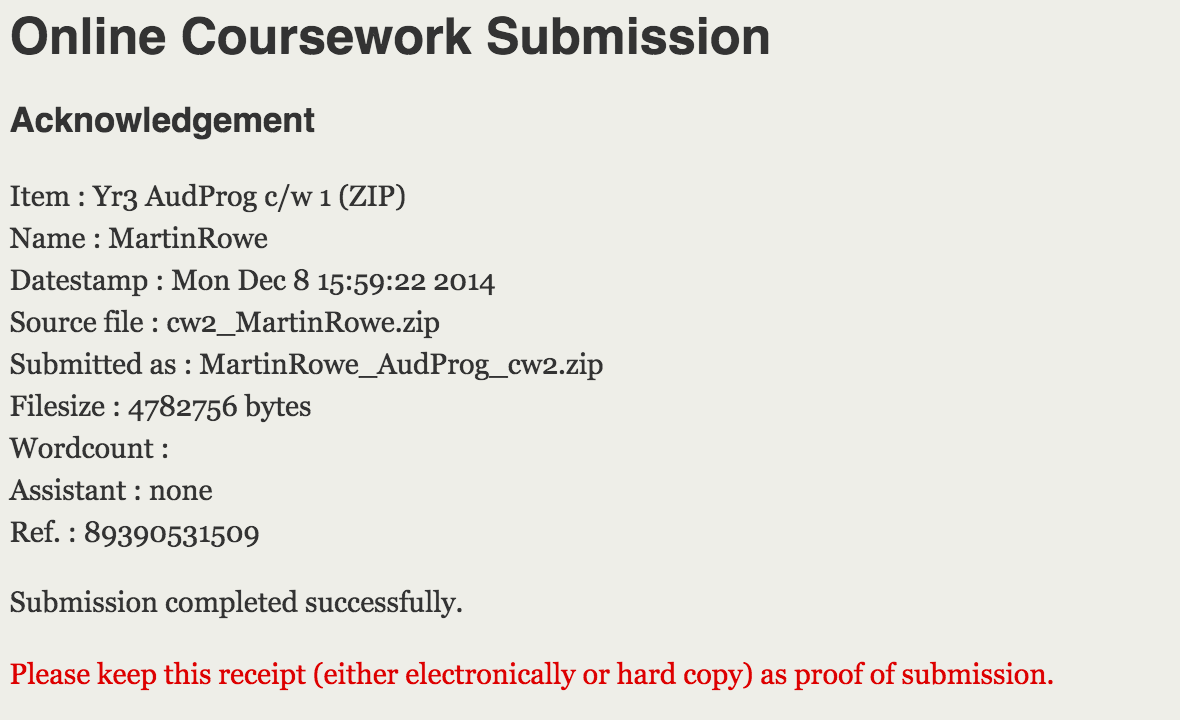 Online Coursework Submission
Acknowledgement
Item : Yr3 AudProg c/w 1 (ZIP)
Name : MartinRowe
Datestamp : Mon Dec 8 15:59:22 2014
Source file : cw2_MartinRowe.zip
Submitted as : MartinRowe_AudProg_cw2.zip
Filesize : 4782756 bytes
Wordcount :
Assistant : none
Ref. : 89390531509
Submission completed successfully.
Please keep this receipt (either electronically or hard copy) as proof of submission.